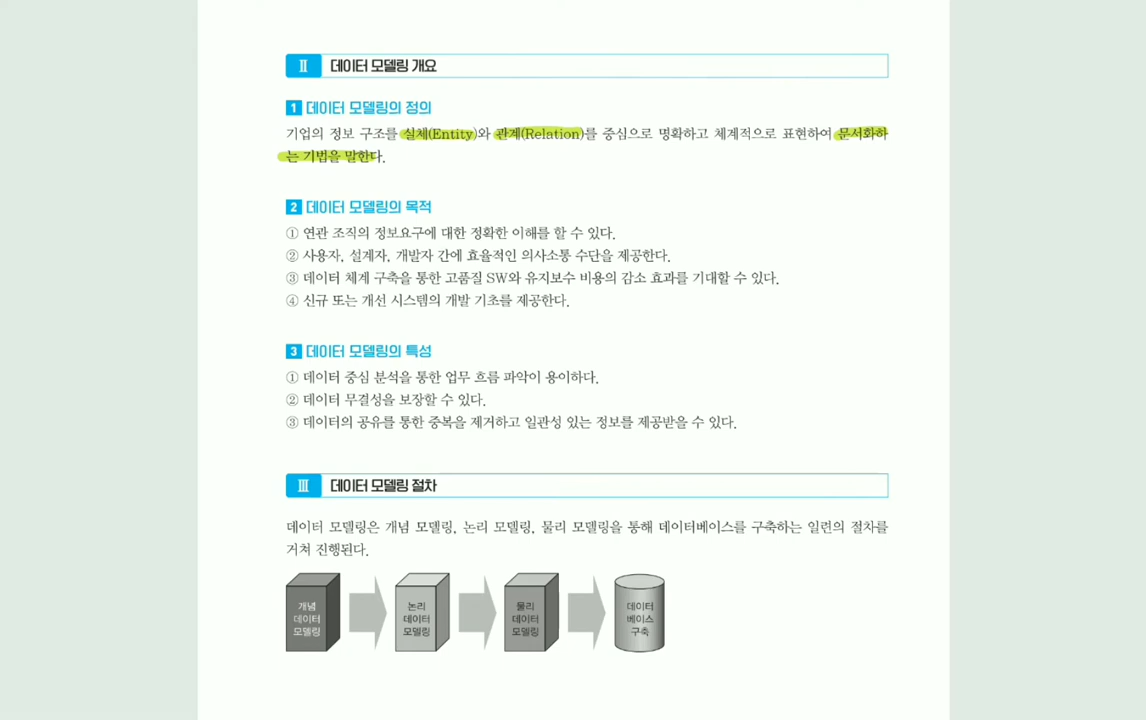 Ⅱ 데이터 모델링 개요
1 데이터 모델링의 정의
기업의 정보 구조를 실체(Entity)와 관계(Relation)를 중심으로 명확하고 체계적으로 표현하여 문서화하
는 기법을 말한다.
2 데이터 모델링의 목적
① 연관 조직의 정보요구에 대한 정확한 이해를 할 수 있다.
② 사용자, 설계자, 개발자 간에 효율적인 의사소통 수단을 제공한다.
③ 데이터 체계 구축을 통한 고품질 SW와 유지보수 비용의 감소 효과를 기대할 수 있다.
④ 신규 또는 개선 시스템의 개발 기초를 제공한다.
3 데이터 모델링의 특성
① 데이터 중심 분석을 통한 업무 흐름 파악이 용이하다.
② 데이터 무결성을 보장할 수 있다.
③ 데이터의 공유를 통한 중복을 제거하고 일관성 있는 정보를 제공받을 수 있다.
Ⅲ 데이터 모델링 절차
데이터 모델링은 개념 모델링, 논리 모델링, 물리 모델링을 통해 데이터베이스를 구축하는 일련의 절차를
거쳐 진행된다.
개념
데이터
모델링
논리
데이터
모델링
물리
데이터
모델링
데이터
베이스
구축